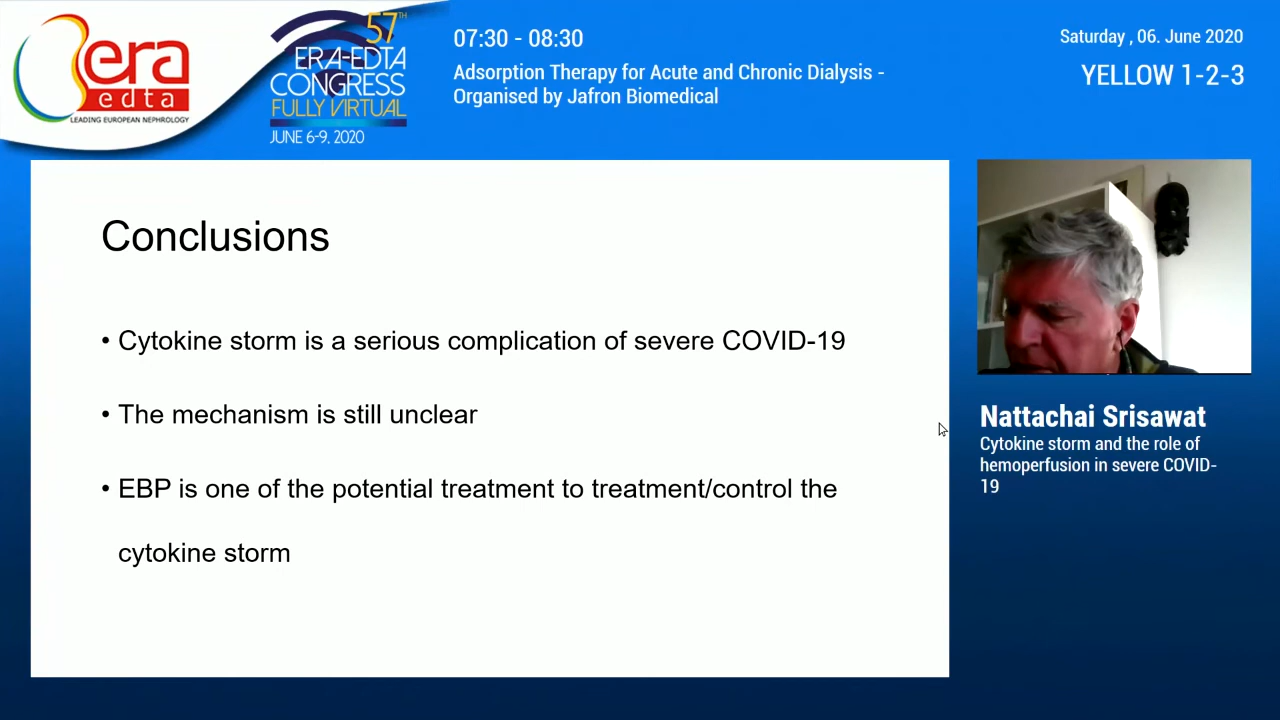 era
edta
LEADING EUROPEAN NEPHROLOGY
57TH
ERA-EDTA
CONGRESS
FULLY VIRTUAL
JUNE 6-9, 2020
07:30 - 08:30
Adsorption Therapy for Acute and Chronic Dialysis -
Organised by Jafron Biomedical
Saturday , 06. June 2020
YELLOW 1-2-3
Conclusions
• Cytokine storm is a serious complication of severe COVID-19
• The mechanism is still unclear
• EBP is one of the potential treatment to treatment/control the
cytokine storm
Nattachai Srisawat
Cytokine storm and the role of
hemoperfusion in severe COVID-
19